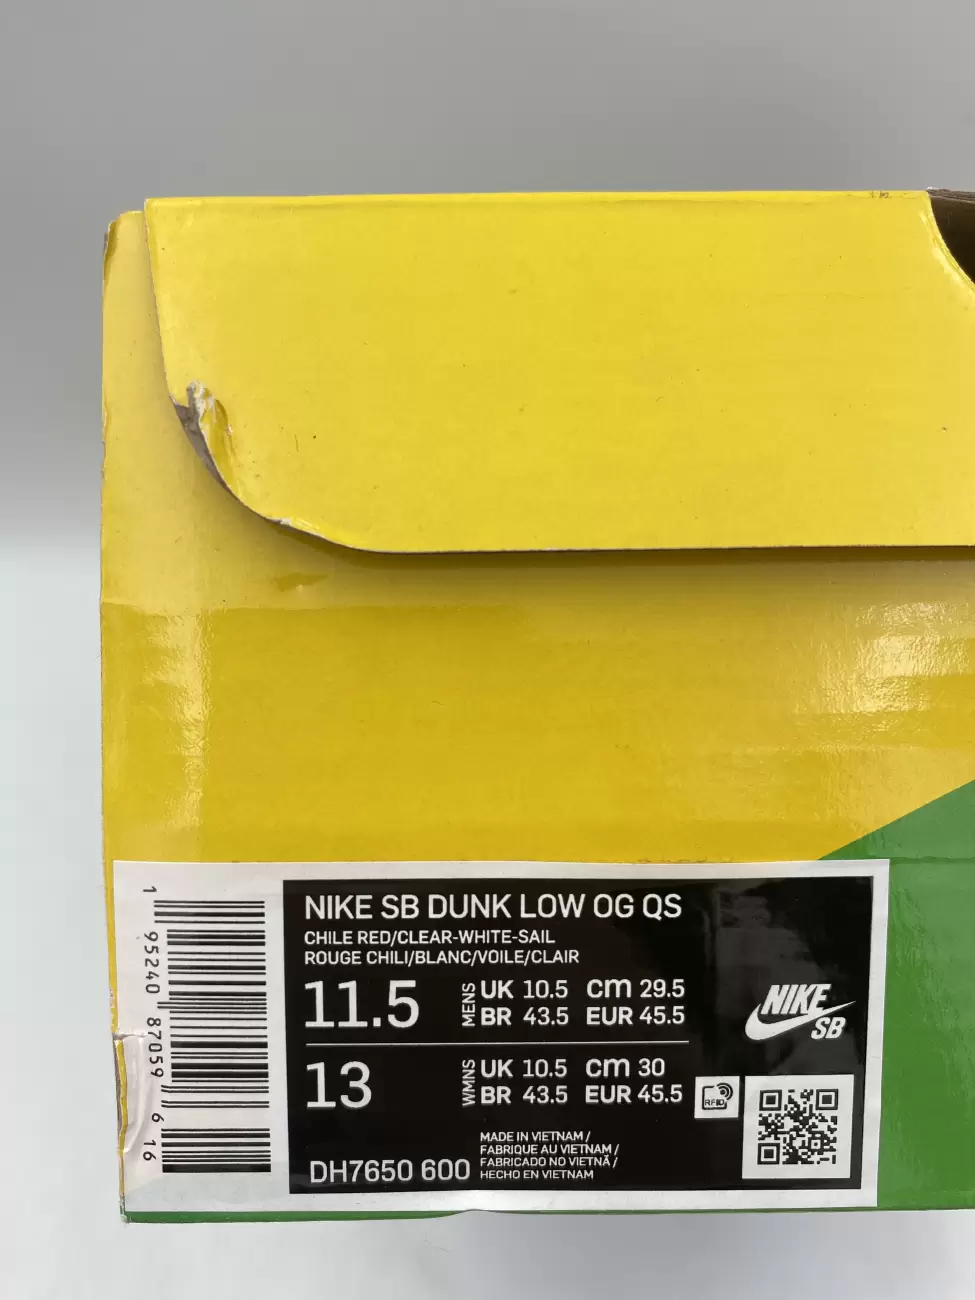 1 95240 87059 6 16
NIKE SB DUNK LOW OG QS
CHILE RED/CLEAR-WHITE-SAIL
ROUGE CHILI/BLANC/VOILE/CLAIR
11.5 MENS UK 10.5 cm 29.5
BR 43.5 EUR 45.5
13 WMNS UK 10.5 cm 30
BR 43.5 EUR 45.5
NIKE
SB
RFID
DH7650 600
MADE IN VIETNAM /
FABRIQUE AU VIETNAM /
FABRICADO NO VIETNÃ /
HECHO EN VIETNAM